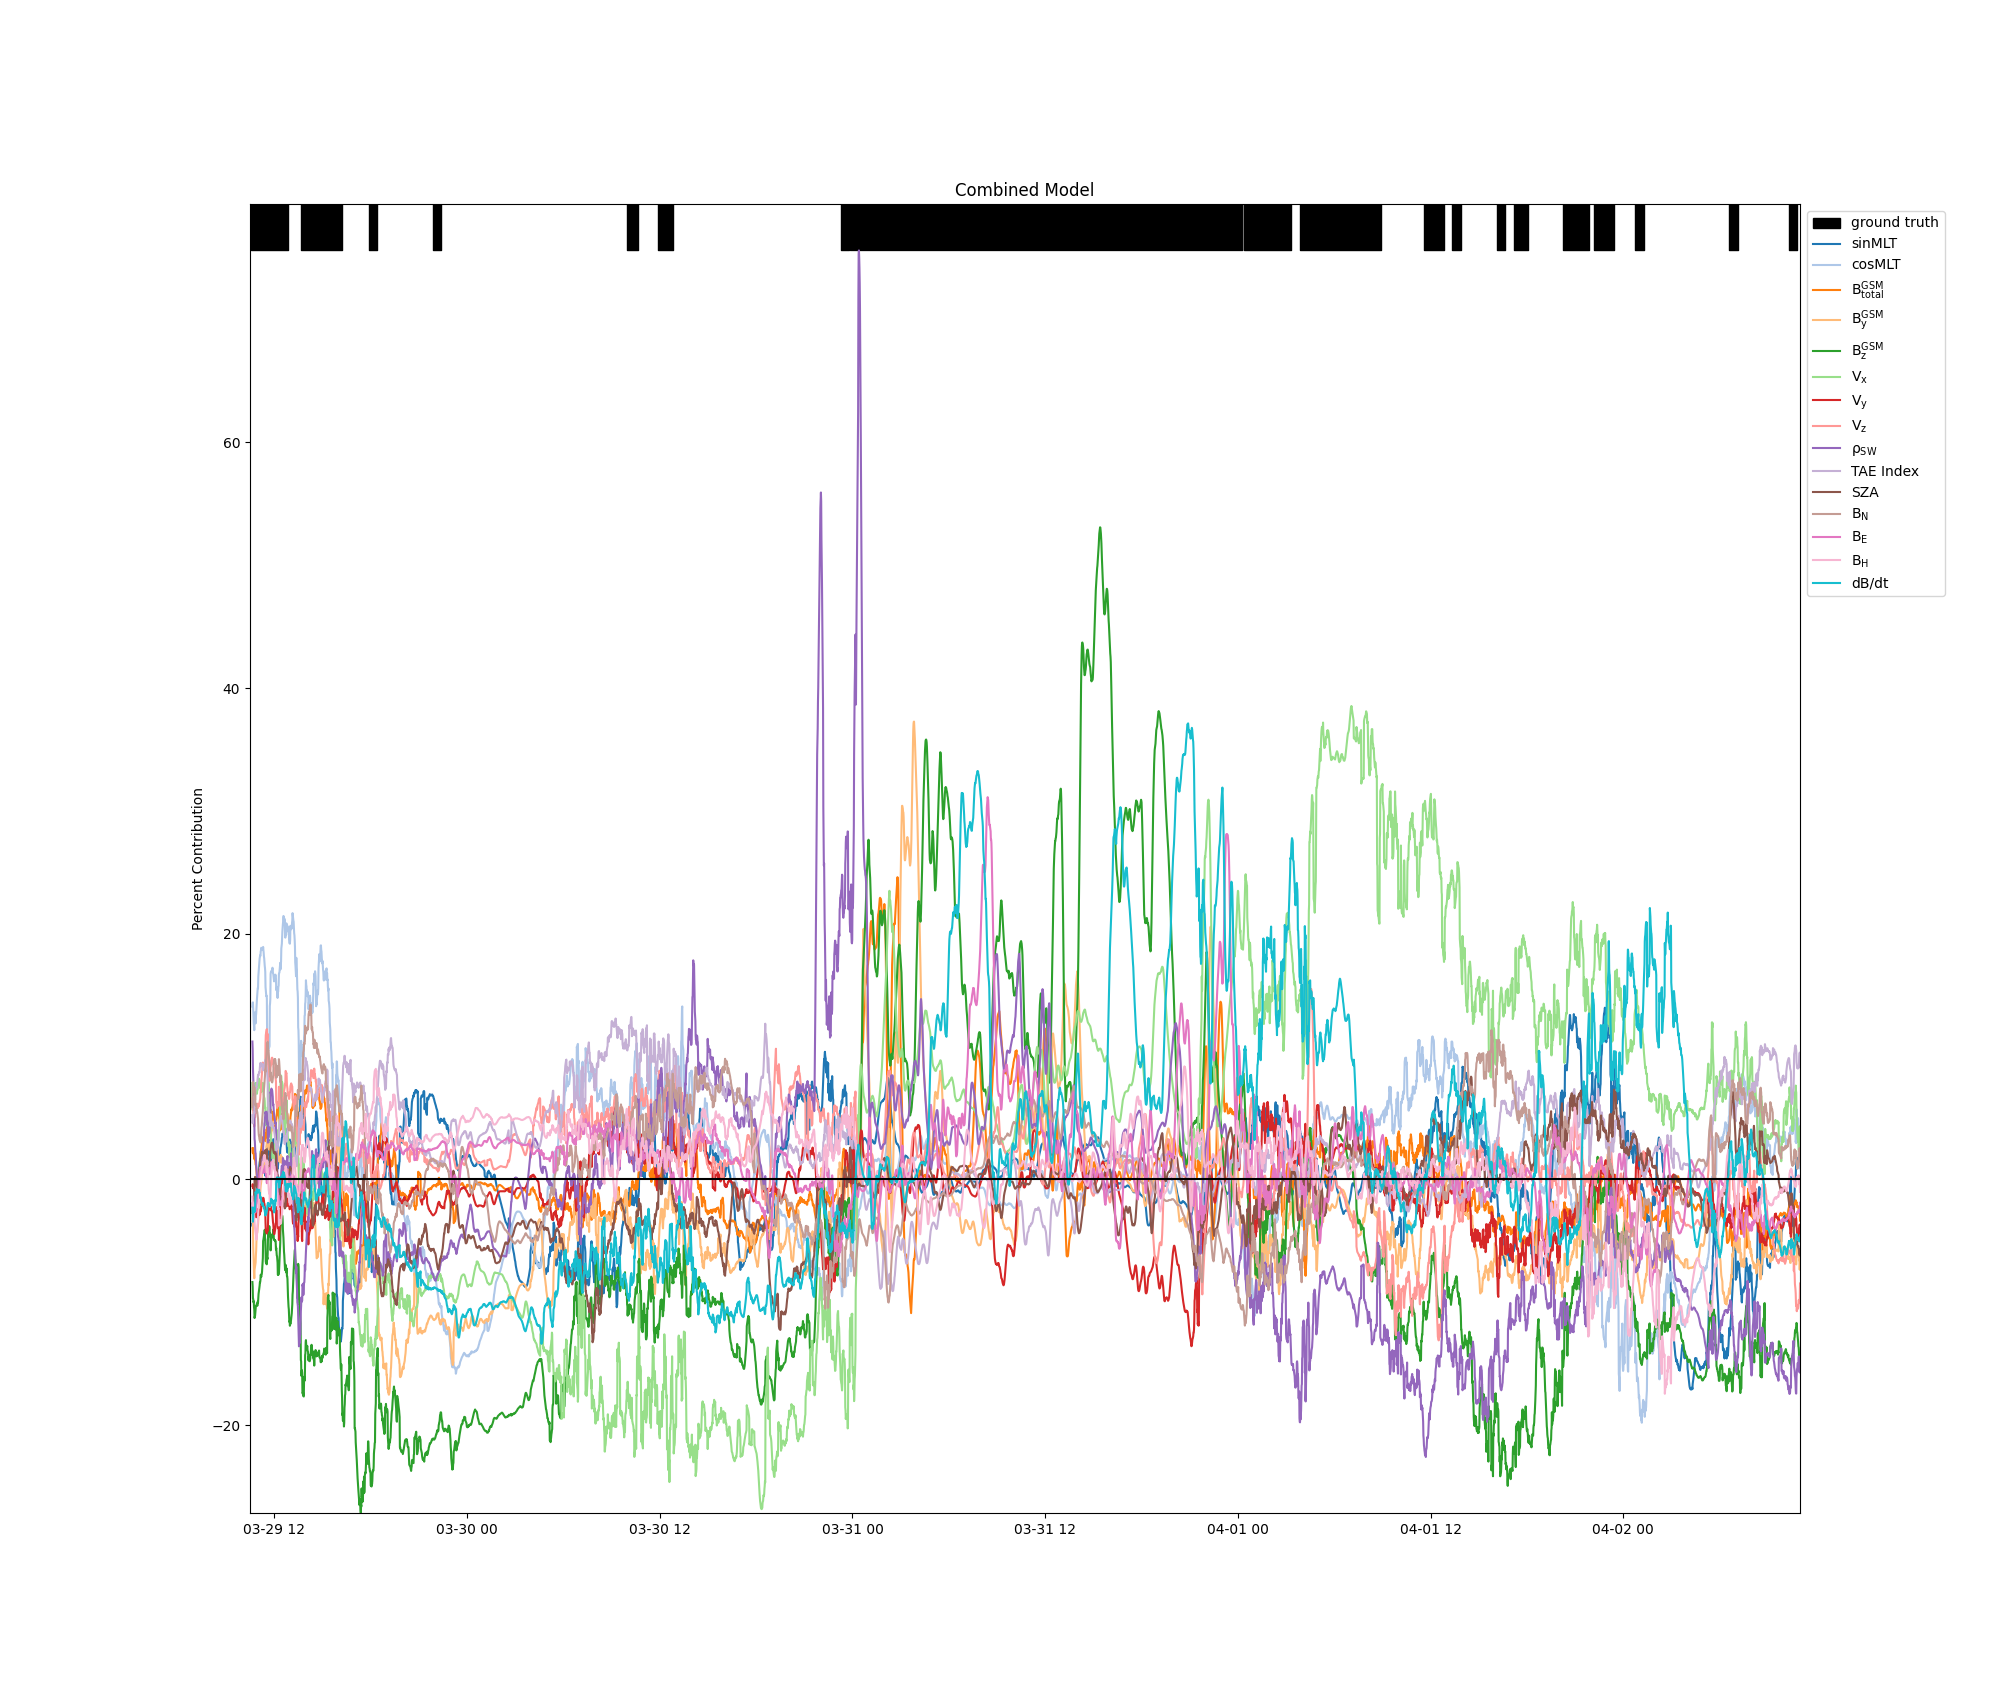 Combined Model
Percent Contribution
60
40
20
0
−20
03-29 12
03-30 00
03-30 12
03-31 00
03-31 12
04-01 00
04-01 12
04-02 00
ground truth
sinMLT
cosMLT
B_total^GSM
B_y^GSM
B_z^GSM
V_x
V_y
V_z
ρ_SW
TAE Index
SZA
B_N
B_E
B_H
dB/dt